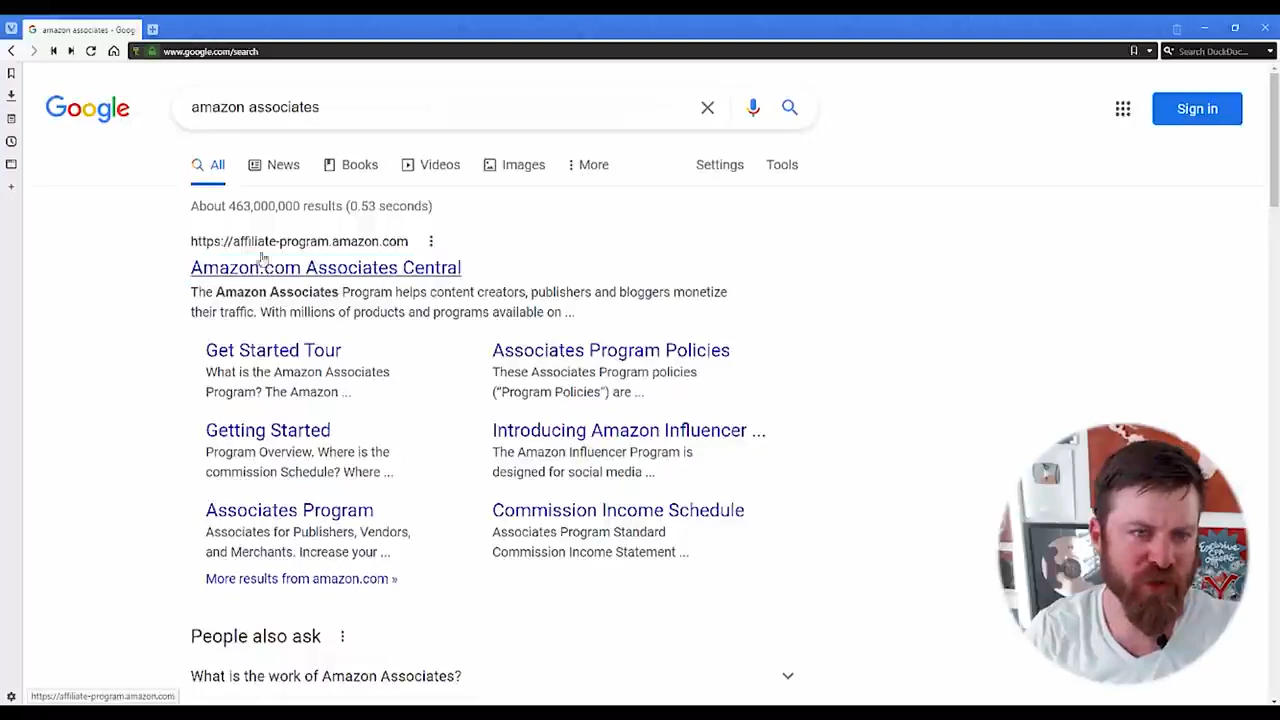 amazon associates - Goog
www.google.com/search
Search DuckDuc...
Google
amazon associates
Sign in
All
News
Books
Videos
Images
More
Settings
Tools
About 463,000,000 results (0.53 seconds)
https://affiliate-program.amazon.com
Amazon.com Associates Central
The Amazon Associates Program helps content creators, publishers and bloggers monetize
their traffic. With millions of products and programs available on ...
Get Started Tour
What is the Amazon Associates
Program? The Amazon ...
Associates Program Policies
These Associates Program policies
("Program Policies") are ...
Getting Started
Program Overview. Where is the
commission Schedule? Where ...
Introducing Amazon Influencer ...
The Amazon Influencer Program is
designed for social media ...
Associates Program
Associates for Publishers, Vendors,
and Merchants. Increase your ...
Commission Income Schedule
Associates Program Standard
Commission Income Statement ...
More results from amazon.com »
People also ask
What is the work of Amazon Associates?
https://affiliate-program.amazon.com
Exclusive
offers